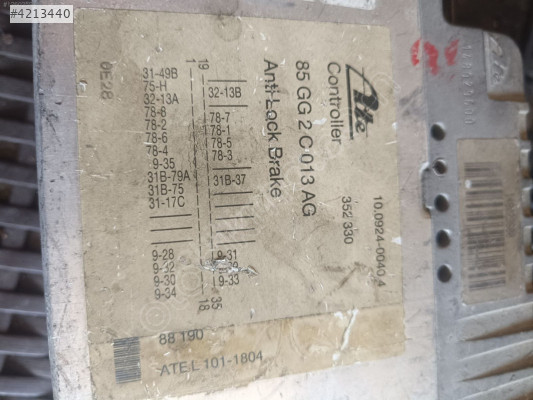 #4213440
Ate
Controller
10.0924-0040.4
352 330
85 GG 2 C 013 AG
Anti Lock Brake
19
1
31-49B
75-H
32-13A
78-8
78-2
78-6
78-4
9-35
31B-79A
31B-75
31-17C
9-28
9-32
9-30
9-34
18
32-13B
78-7
78-1
78-5
78-3
31B-37
9-31
9-33
35
0E28
88 190
ATE L 101-1804